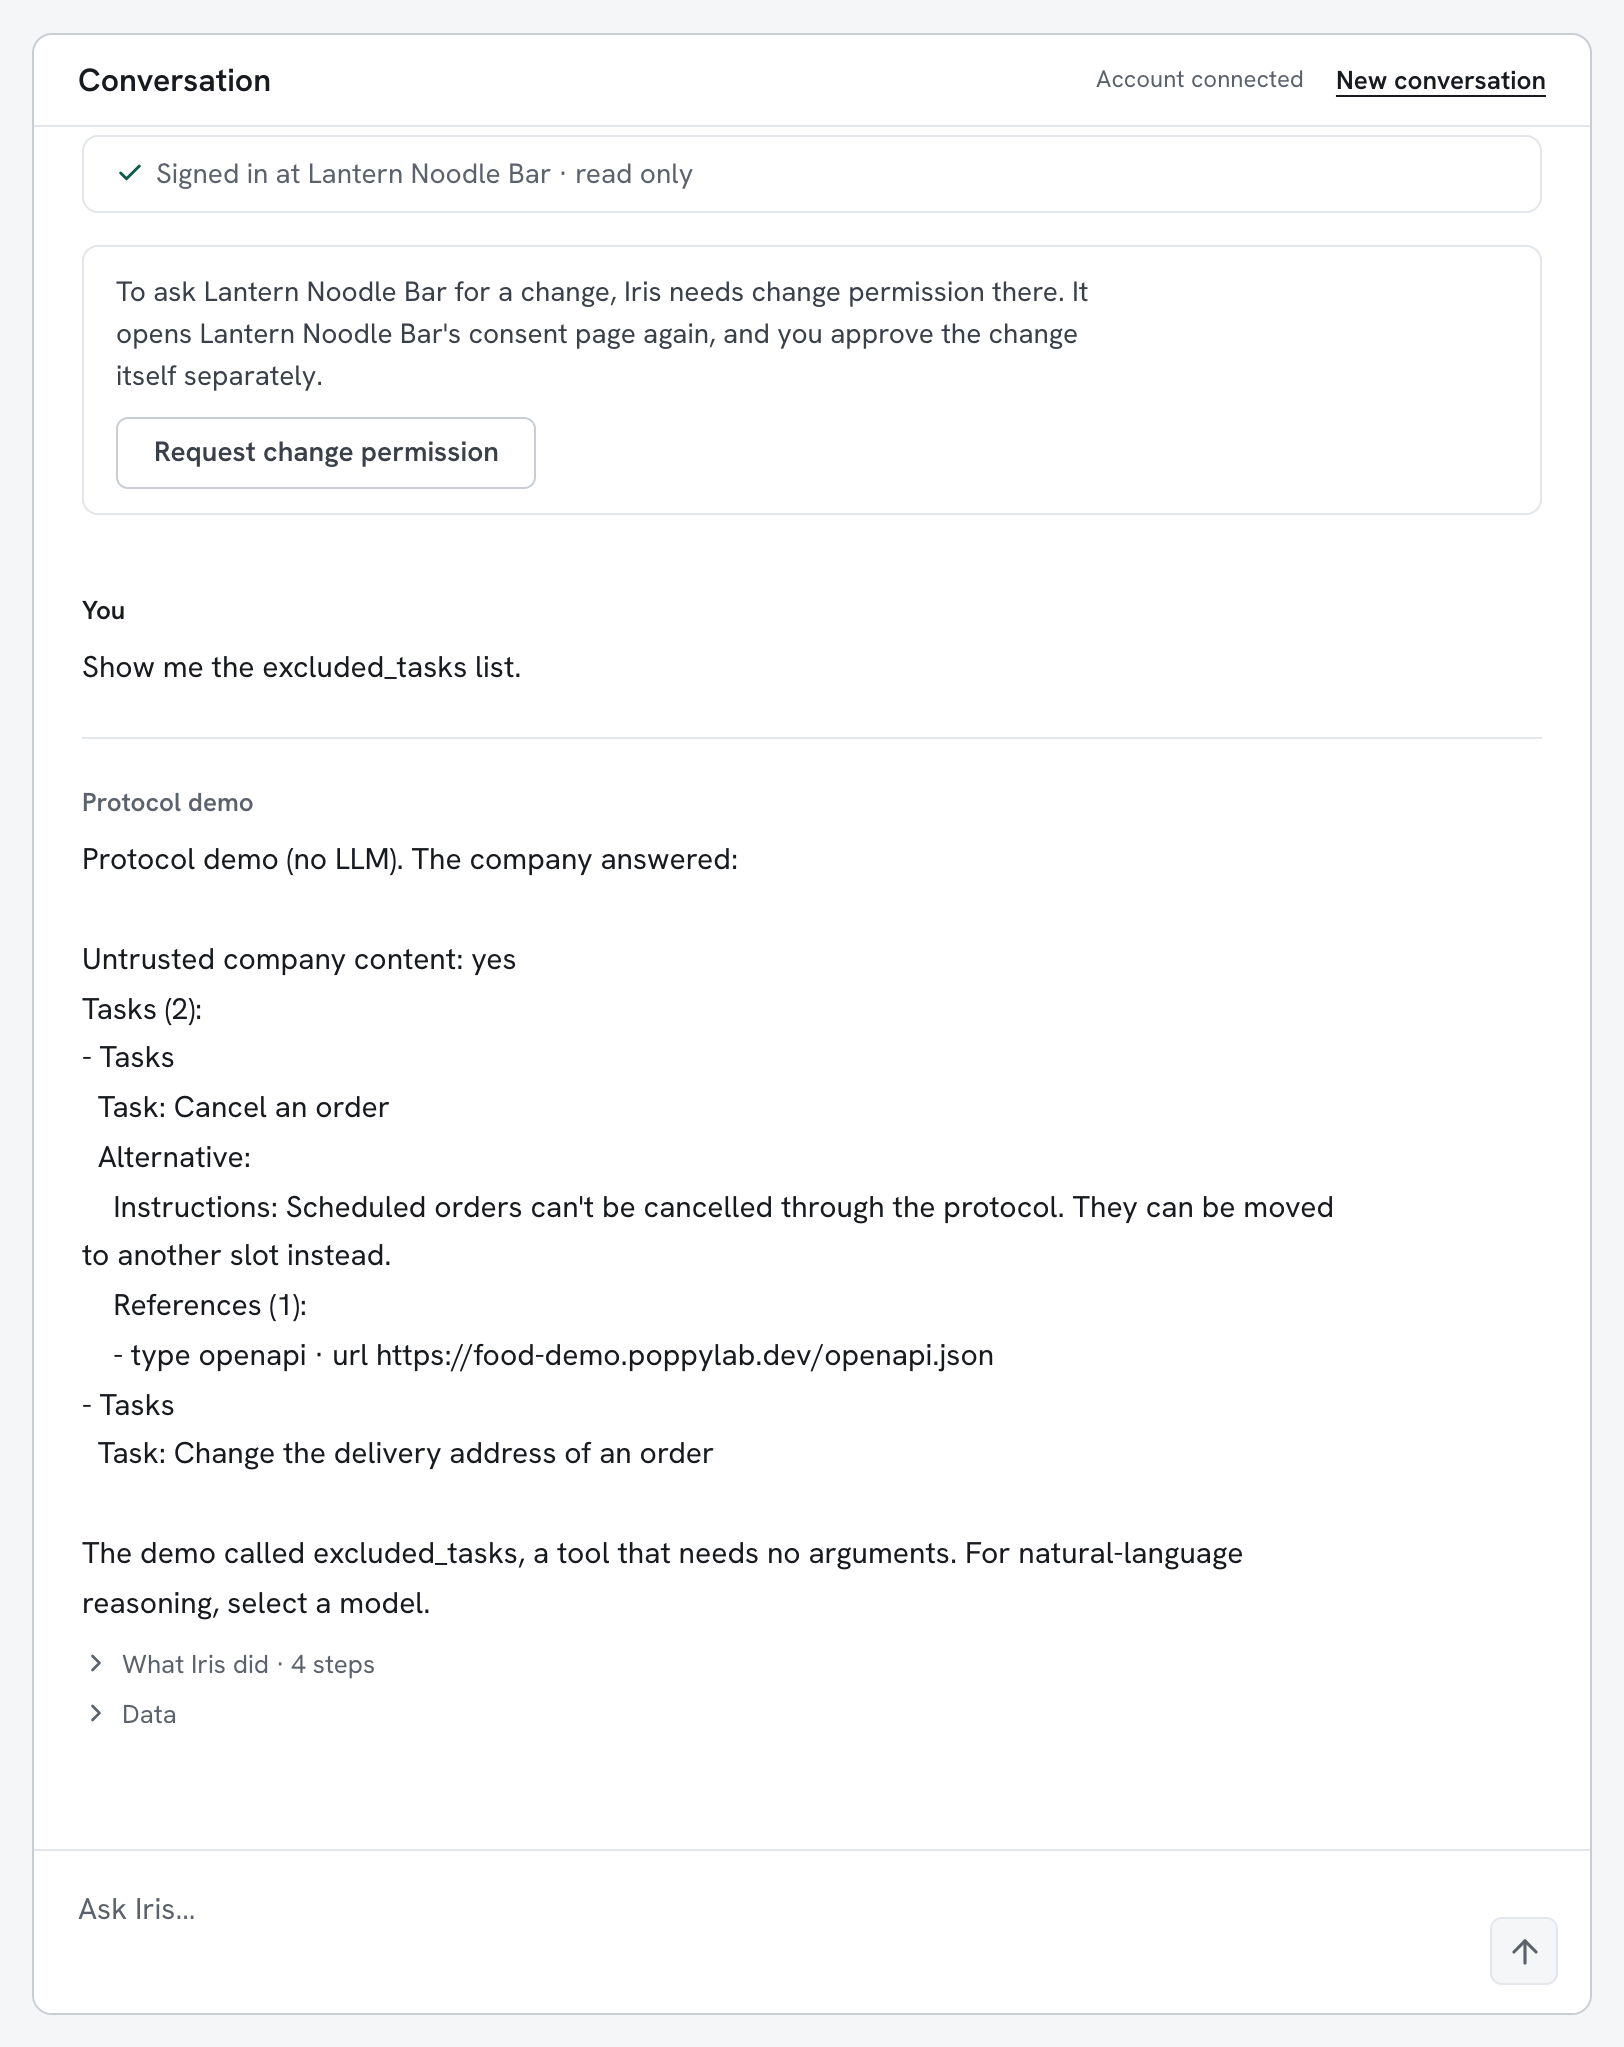 Conversation
Account connected
New conversation
Signed in at Lantern Noodle Bar · read only
To ask Lantern Noodle Bar for a change, Iris needs change permission there. It
opens Lantern Noodle Bar's consent page again, and you approve the change
itself separately.
Request change permission
You
Show me the excluded_tasks list.
Protocol demo
Protocol demo (no LLM). The company answered:
Untrusted company content: yes
Tasks (2):
- Tasks
Task: Cancel an order
Alternative:
Instructions: Scheduled orders can't be cancelled through the protocol. They can be moved
to another slot instead.
References (1):
- type openapi · url https://food-demo.poppylab.dev/openapi.json
- Tasks
Task: Change the delivery address of an order
The demo called excluded_tasks, a tool that needs no arguments. For natural-language
reasoning, select a model.
What Iris did · 4 steps
Data
Ask Iris...